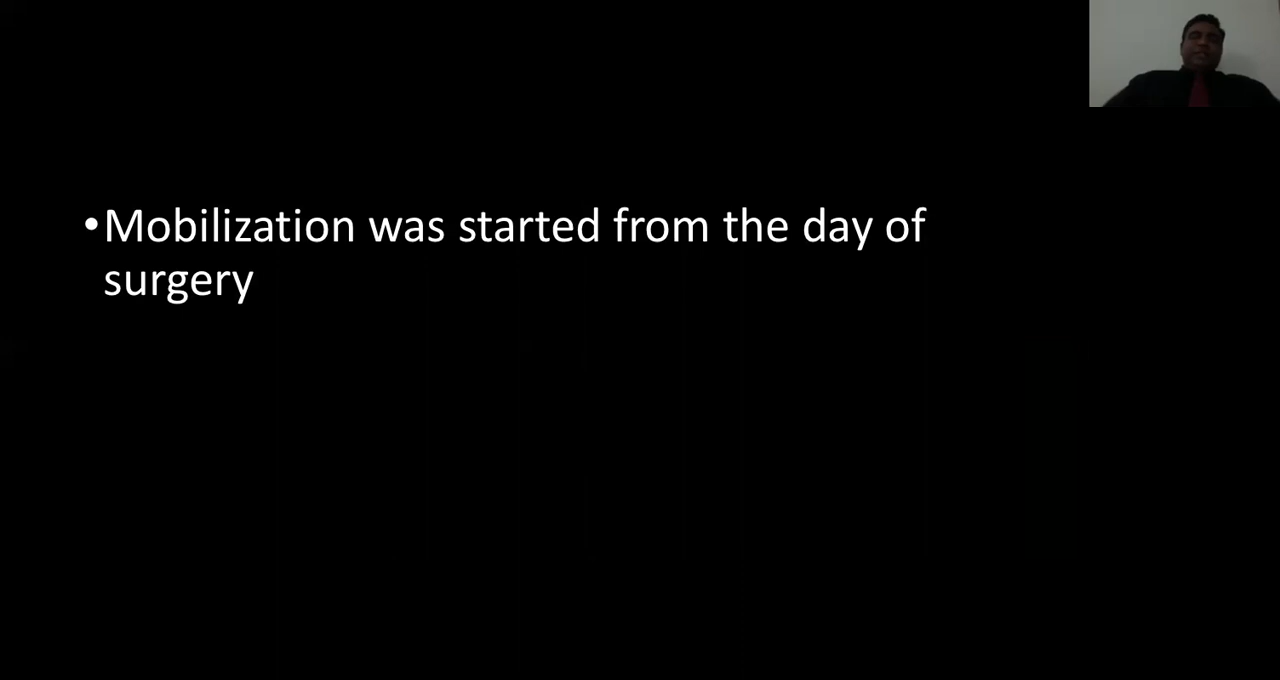 •Mobilization was started from the day of
surgery